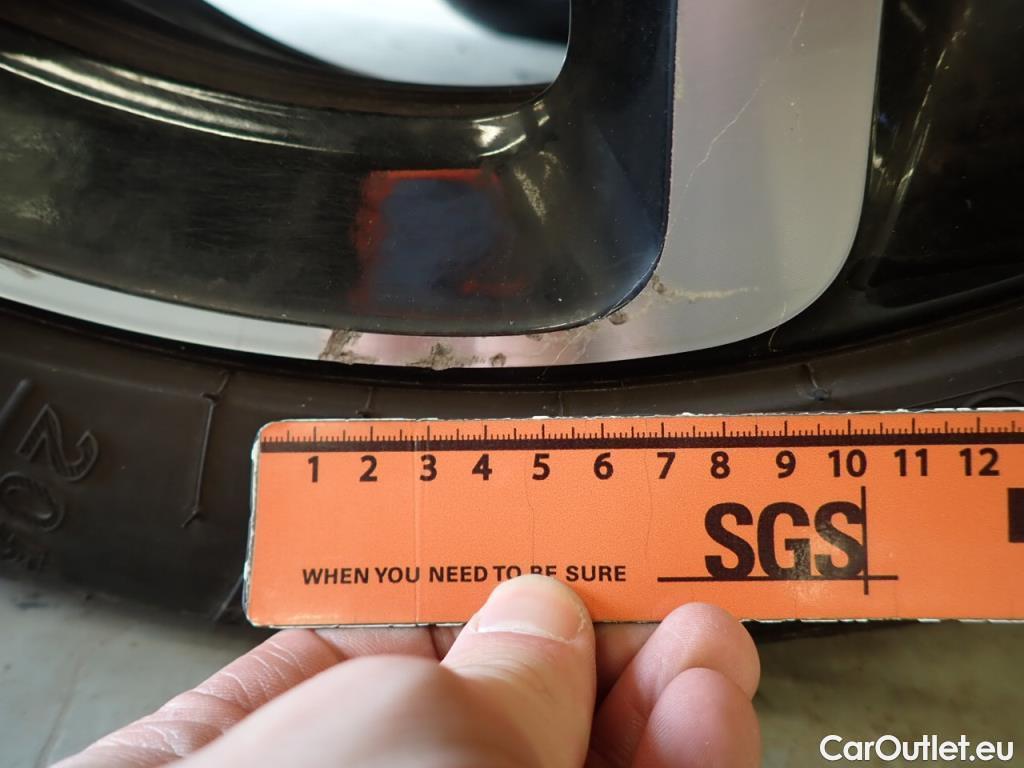 20
1 2 3 4 5 6 7 8 9 10 11 12
SGS
WHEN YOU NEED TO BE SURE
CarOutlet.eu